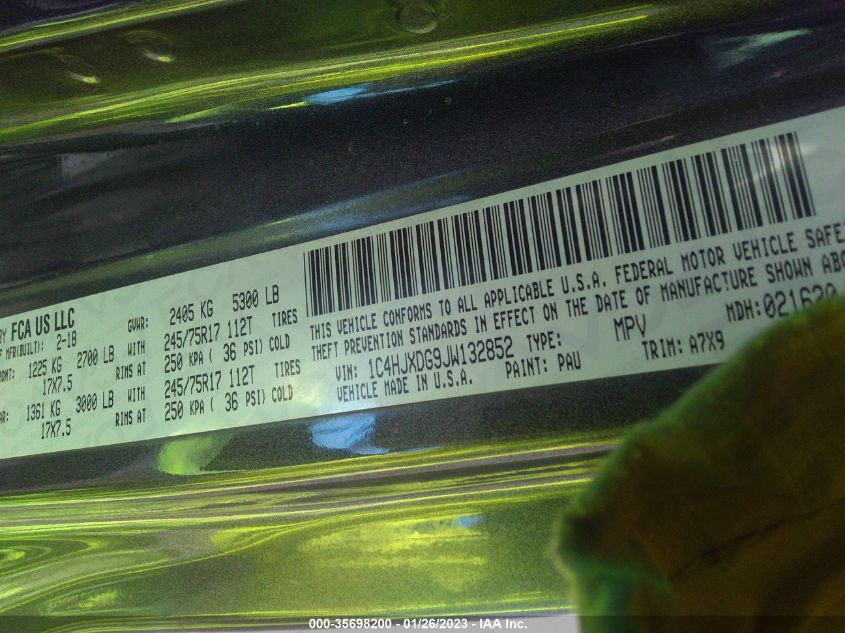 BY FCA US LLC
MFR(BUILT): 2-18 GVWR: 2405 KG 5300 LB
1225 KG 2700 LB WITH 245/75R17 112T TIRES
17X7.5 RIMS AT 250 KPA ( 36 PSI) COLD
1361 KG 3000 LB WITH 245/75R17 112T TIRES
17X7.5 RIMS AT 250 KPA ( 36 PSI) COLD
THIS VEHICLE CONFORMS TO ALL APPLICABLE U.S.A. FEDERAL MOTOR VEHICLE SAFE
THEFT PREVENTION STANDARDS IN EFFECT ON THE DATE OF MANUFACTURE SHOWN ABO
VIN: 1C4HJXDG9JW132852 TYPE: MPV MDH:
VEHICLE MADE IN U.S.A. PAINT: PAU TRIM: A7X9
000-35698200 - 01/26/2023 - IAA Inc.